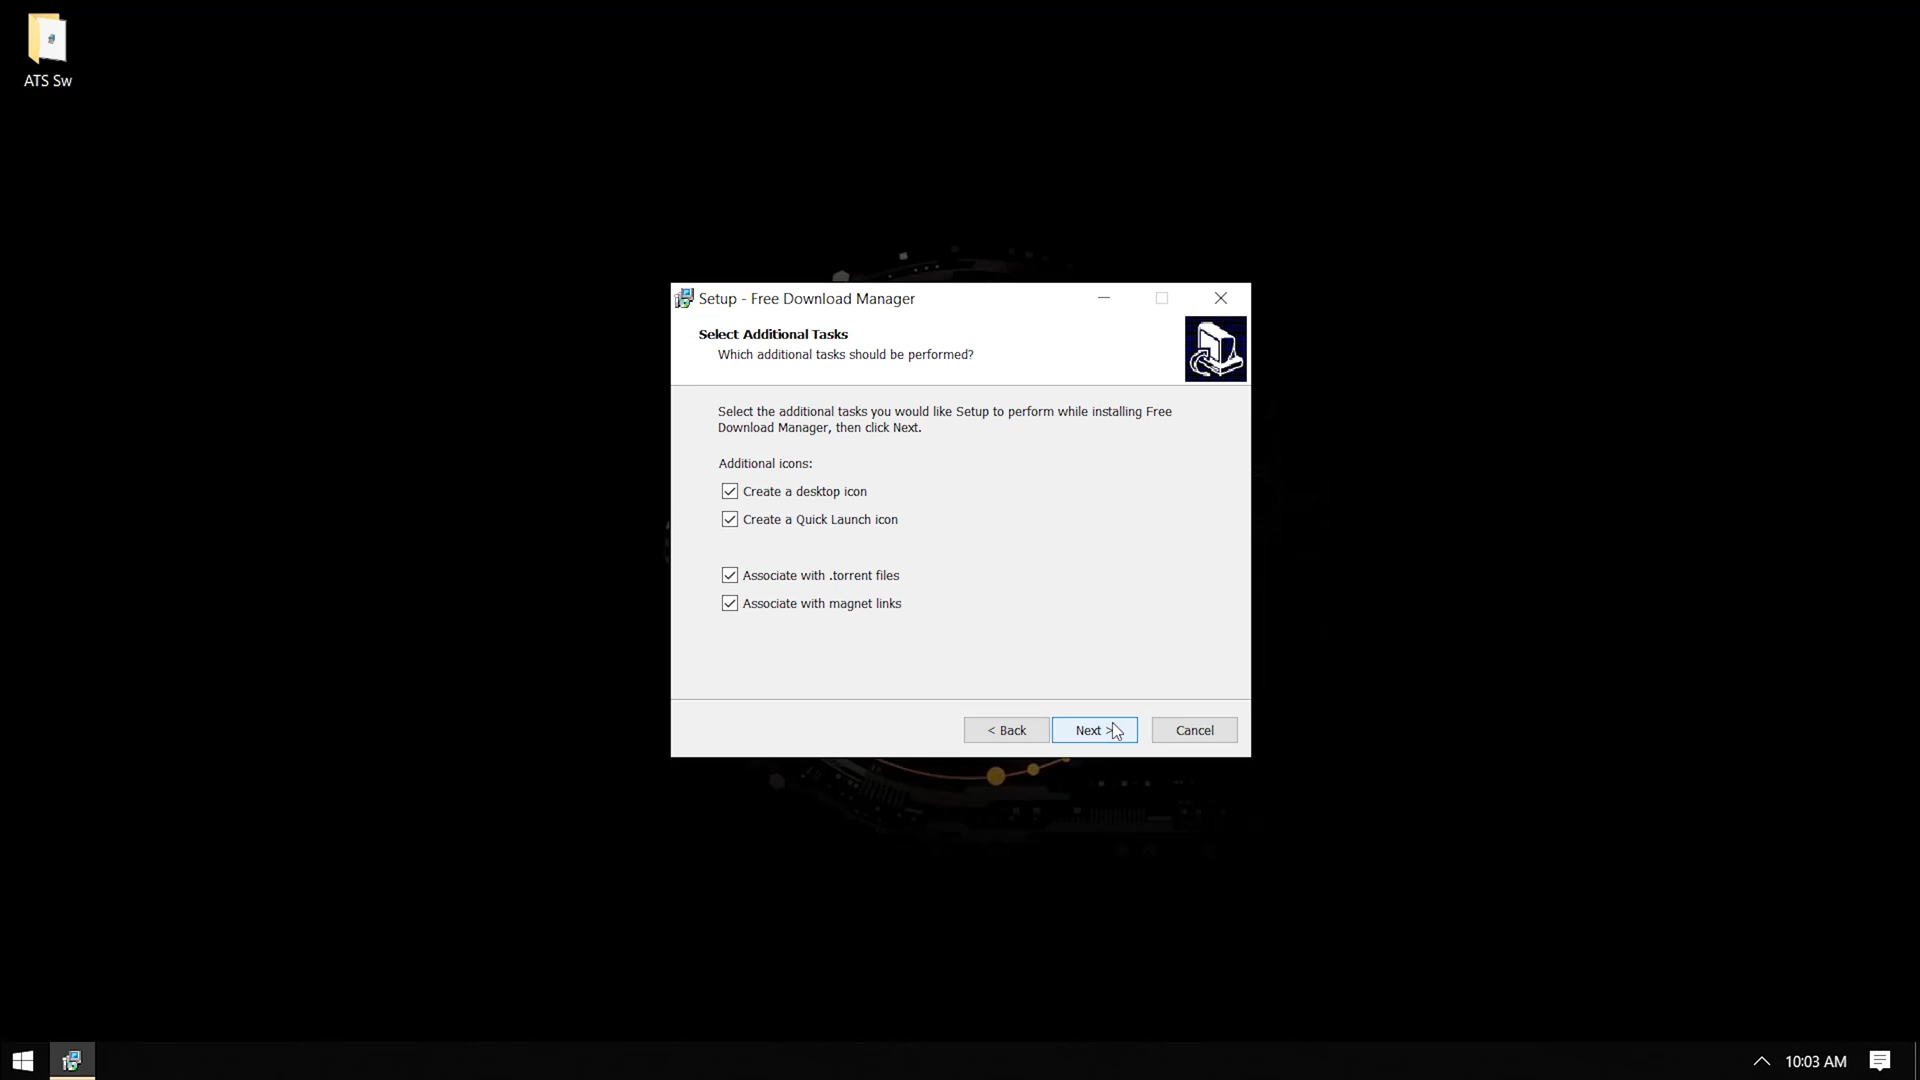 ATS Sw
Setup - Free Download Manager
Select Additional Tasks
Which additional tasks should be performed?
Select the additional tasks you would like Setup to perform while installing Free
Download Manager, then click Next.
Additional icons:
Create a desktop icon
Create a Quick Launch icon
Associate with .torrent files
Associate with magnet links
< Back
Next >
Cancel
10:03 AM